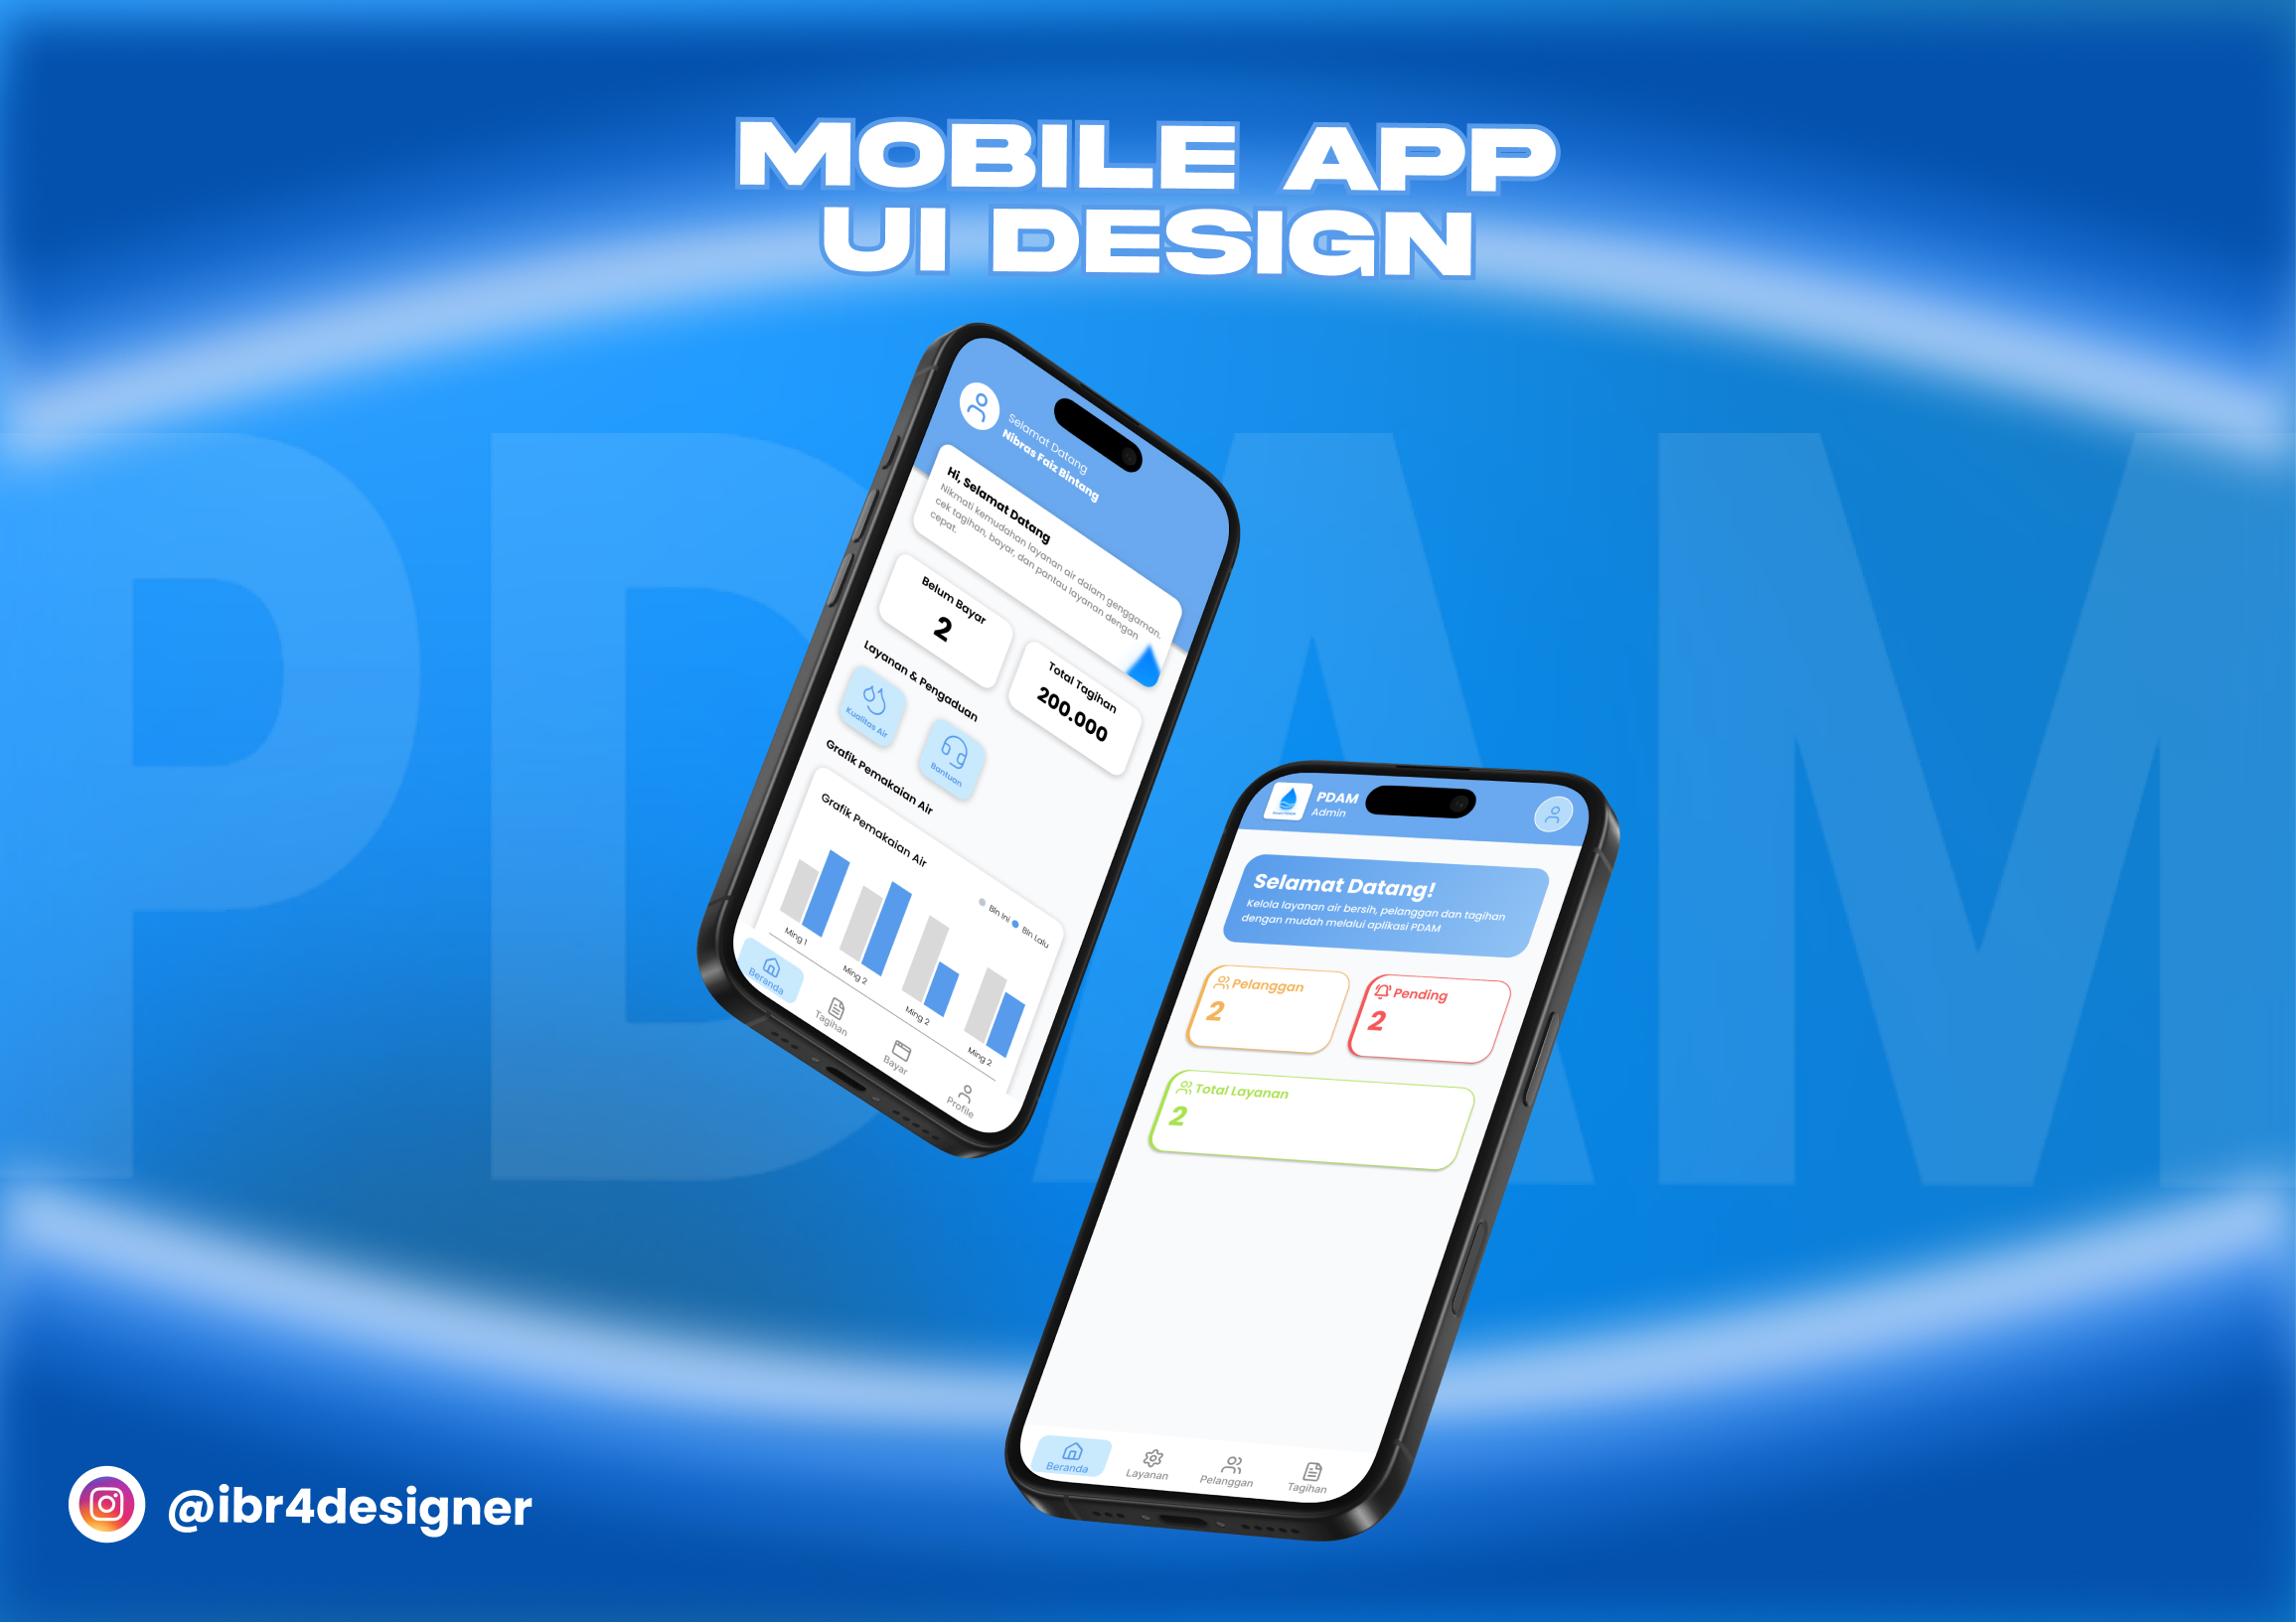 MOBILE APP
UI DESIGN
PDAM
Selamat Datang
Nibras Faiz Bintang
Hi, Selamat Datang
Nikmati kemudahan layanan air dalam genggaman.
cek tagihan, bayar, dan pantau layanan dengan
cepat.
Belum Bayar
2
Total Tagihan
200.000
Layanan & Pengaduan
Kualitas Air
Bantuan
Grafik Pemakaian Air
Grafik Pemakaian Air
Bln Ini
Bln Lalu
Ming 1
Ming 2
Ming 2
Ming 2
Beranda
Tagihan
Bayar
Profile
PDAM
Admin
Selamat Datang!
Kelola layanan air bersih, pelanggan dan tagihan
dengan mudah melalui aplikasi PDAM
Pelanggan
2
Pending
2
Total Layanan
2
Beranda
Layanan
Pelanggan
Tagihan
@ibr4designer